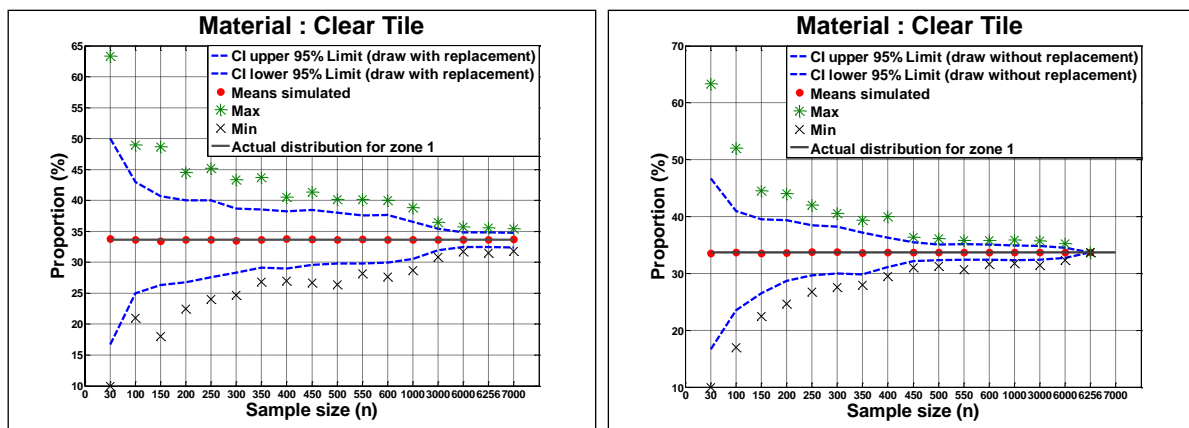 Material : Clear Tile
CI upper 95% Limit (draw with replacement)
CI lower 95% Limit (draw with replacement)
Means simulated
Max
Min
Actual distribution for zone 1
Proportion (%)
65
60
55
50
45
40
35
30
25
20
15
10
0 30 100 150 200 250 300 350 400 450 500 550 600 1000 3000 6000 6256 7000
Sample size (n)
Material : Clear Tile
CI upper 95% Limit (draw without replacement)
CI lower 95% Limit (draw without replacement)
Means simulated
Max
Min
Actual distribution for zone 1
Proportion (%)
70
60
50
40
30
20
10
0 30 100 150 200 250 300 350 400 450 500 550 600 1000 3000 6000 6256 7000
Sample size (n)